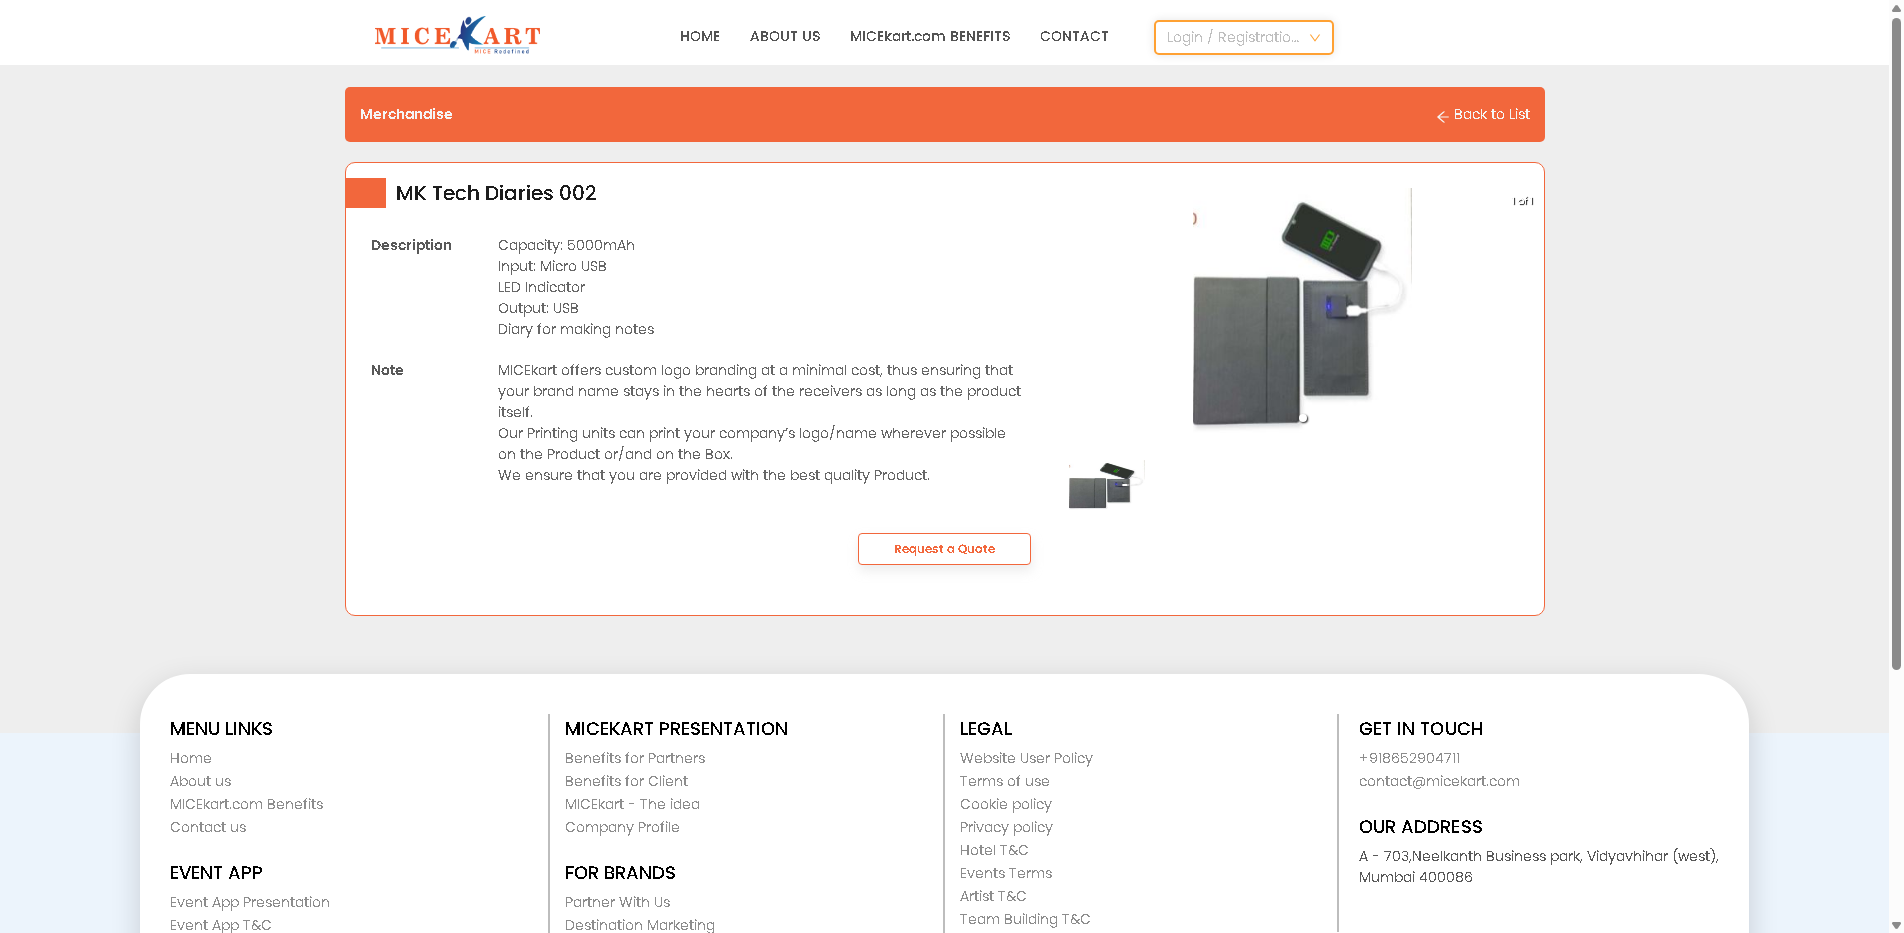 MICEKART
MICE Redefined
HOME
ABOUT US
MICEkart.com BENEFITS
CONTACT
Login / Registratio...
Merchandise
Back to List
MK Tech Diaries 002
1 of 1
Description
Capacity: 5000mAh
Input: Micro USB
LED Indicator
Output: USB
Diary for making notes
Note
MICEkart offers custom logo branding at a minimal cost, thus ensuring that
your brand name stays in the hearts of the receivers as long as the product
itself.
Our Printing units can print your company's logo/name wherever possible
on the Product or/and on the Box.
We ensure that you are provided with the best quality Product.
Request a Quote
MENU LINKS
Home
About us
MICEkart.com Benefits
Contact us
EVENT APP
Event App Presentation
Event App T&C
MICEKART PRESENTATION
Benefits for Partners
Benefits for Client
MICEkart - The idea
Company Profile
FOR BRANDS
Partner With Us
Destination Marketing
LEGAL
Website User Policy
Terms of use
Cookie policy
Privacy policy
Hotel T&C
Events Terms
Artist T&C
Team Building T&C
GET IN TOUCH
+918652904711
contact@micekart.com
OUR ADDRESS
A - 703,Neelkanth Business park, Vidyavhihar (west),
Mumbai 400086